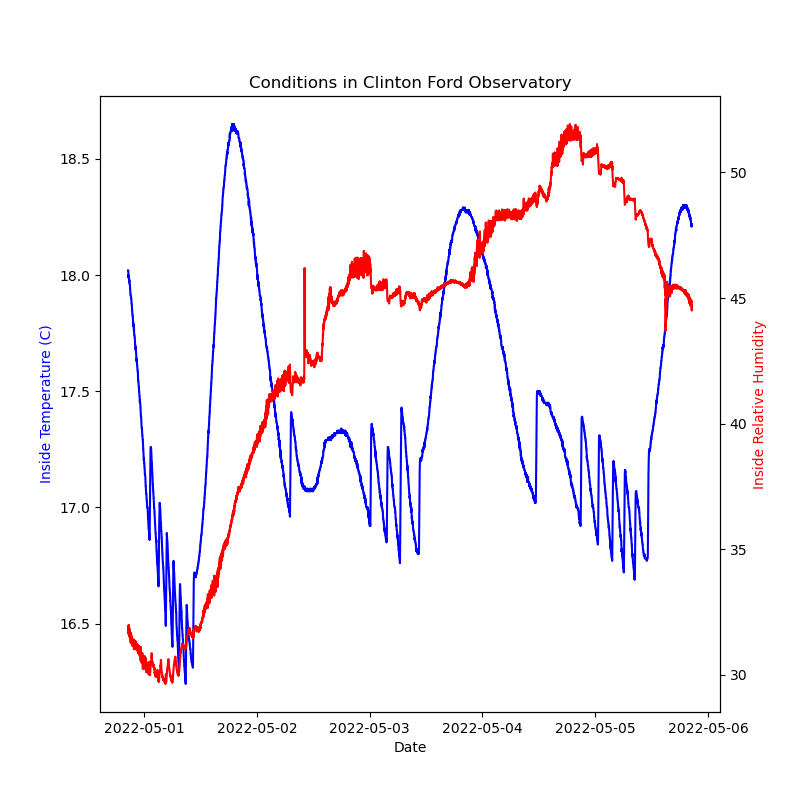 Conditions in Clinton Ford Observatory
Inside Temperature (C)
18.5
18.0
17.5
17.0
16.5
50
45
40
35
30
Inside Relative Humidity
2022-05-01 2022-05-02 2022-05-03 2022-05-04 2022-05-05 2022-05-06
Date